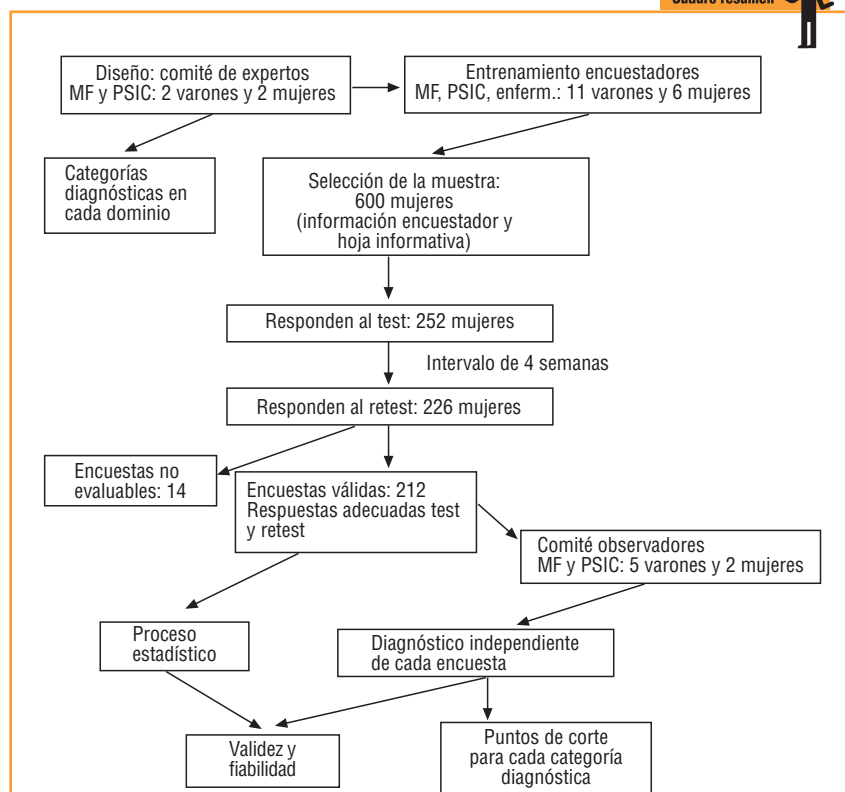 Cuadro resumen
Diseño: comité de expertos
MF y PSIC: 2 varones y 2 mujeres
Entrenamiento encuestadores
MF, PSIC, enferm.: 11 varones y 6 mujeres
Categorías
diagnósticas en
cada dominio
Selección de la muestra:
600 mujeres
(información encuestador y
hoja informativa)
Responden al test: 252 mujeres
Intervalo de 4 semanas
Responden al retest: 226 mujeres
Encuestas no
evaluables: 14
Encuestas válidas: 212
Respuestas adecuadas test
y retest
Comité observadores
MF y PSIC: 5 varones y 2 mujeres
Proceso
estadístico
Diagnóstico independiente
de cada encuesta
Validez y
fiabilidad
Puntos de corte
para cada categoría
diagnóstica